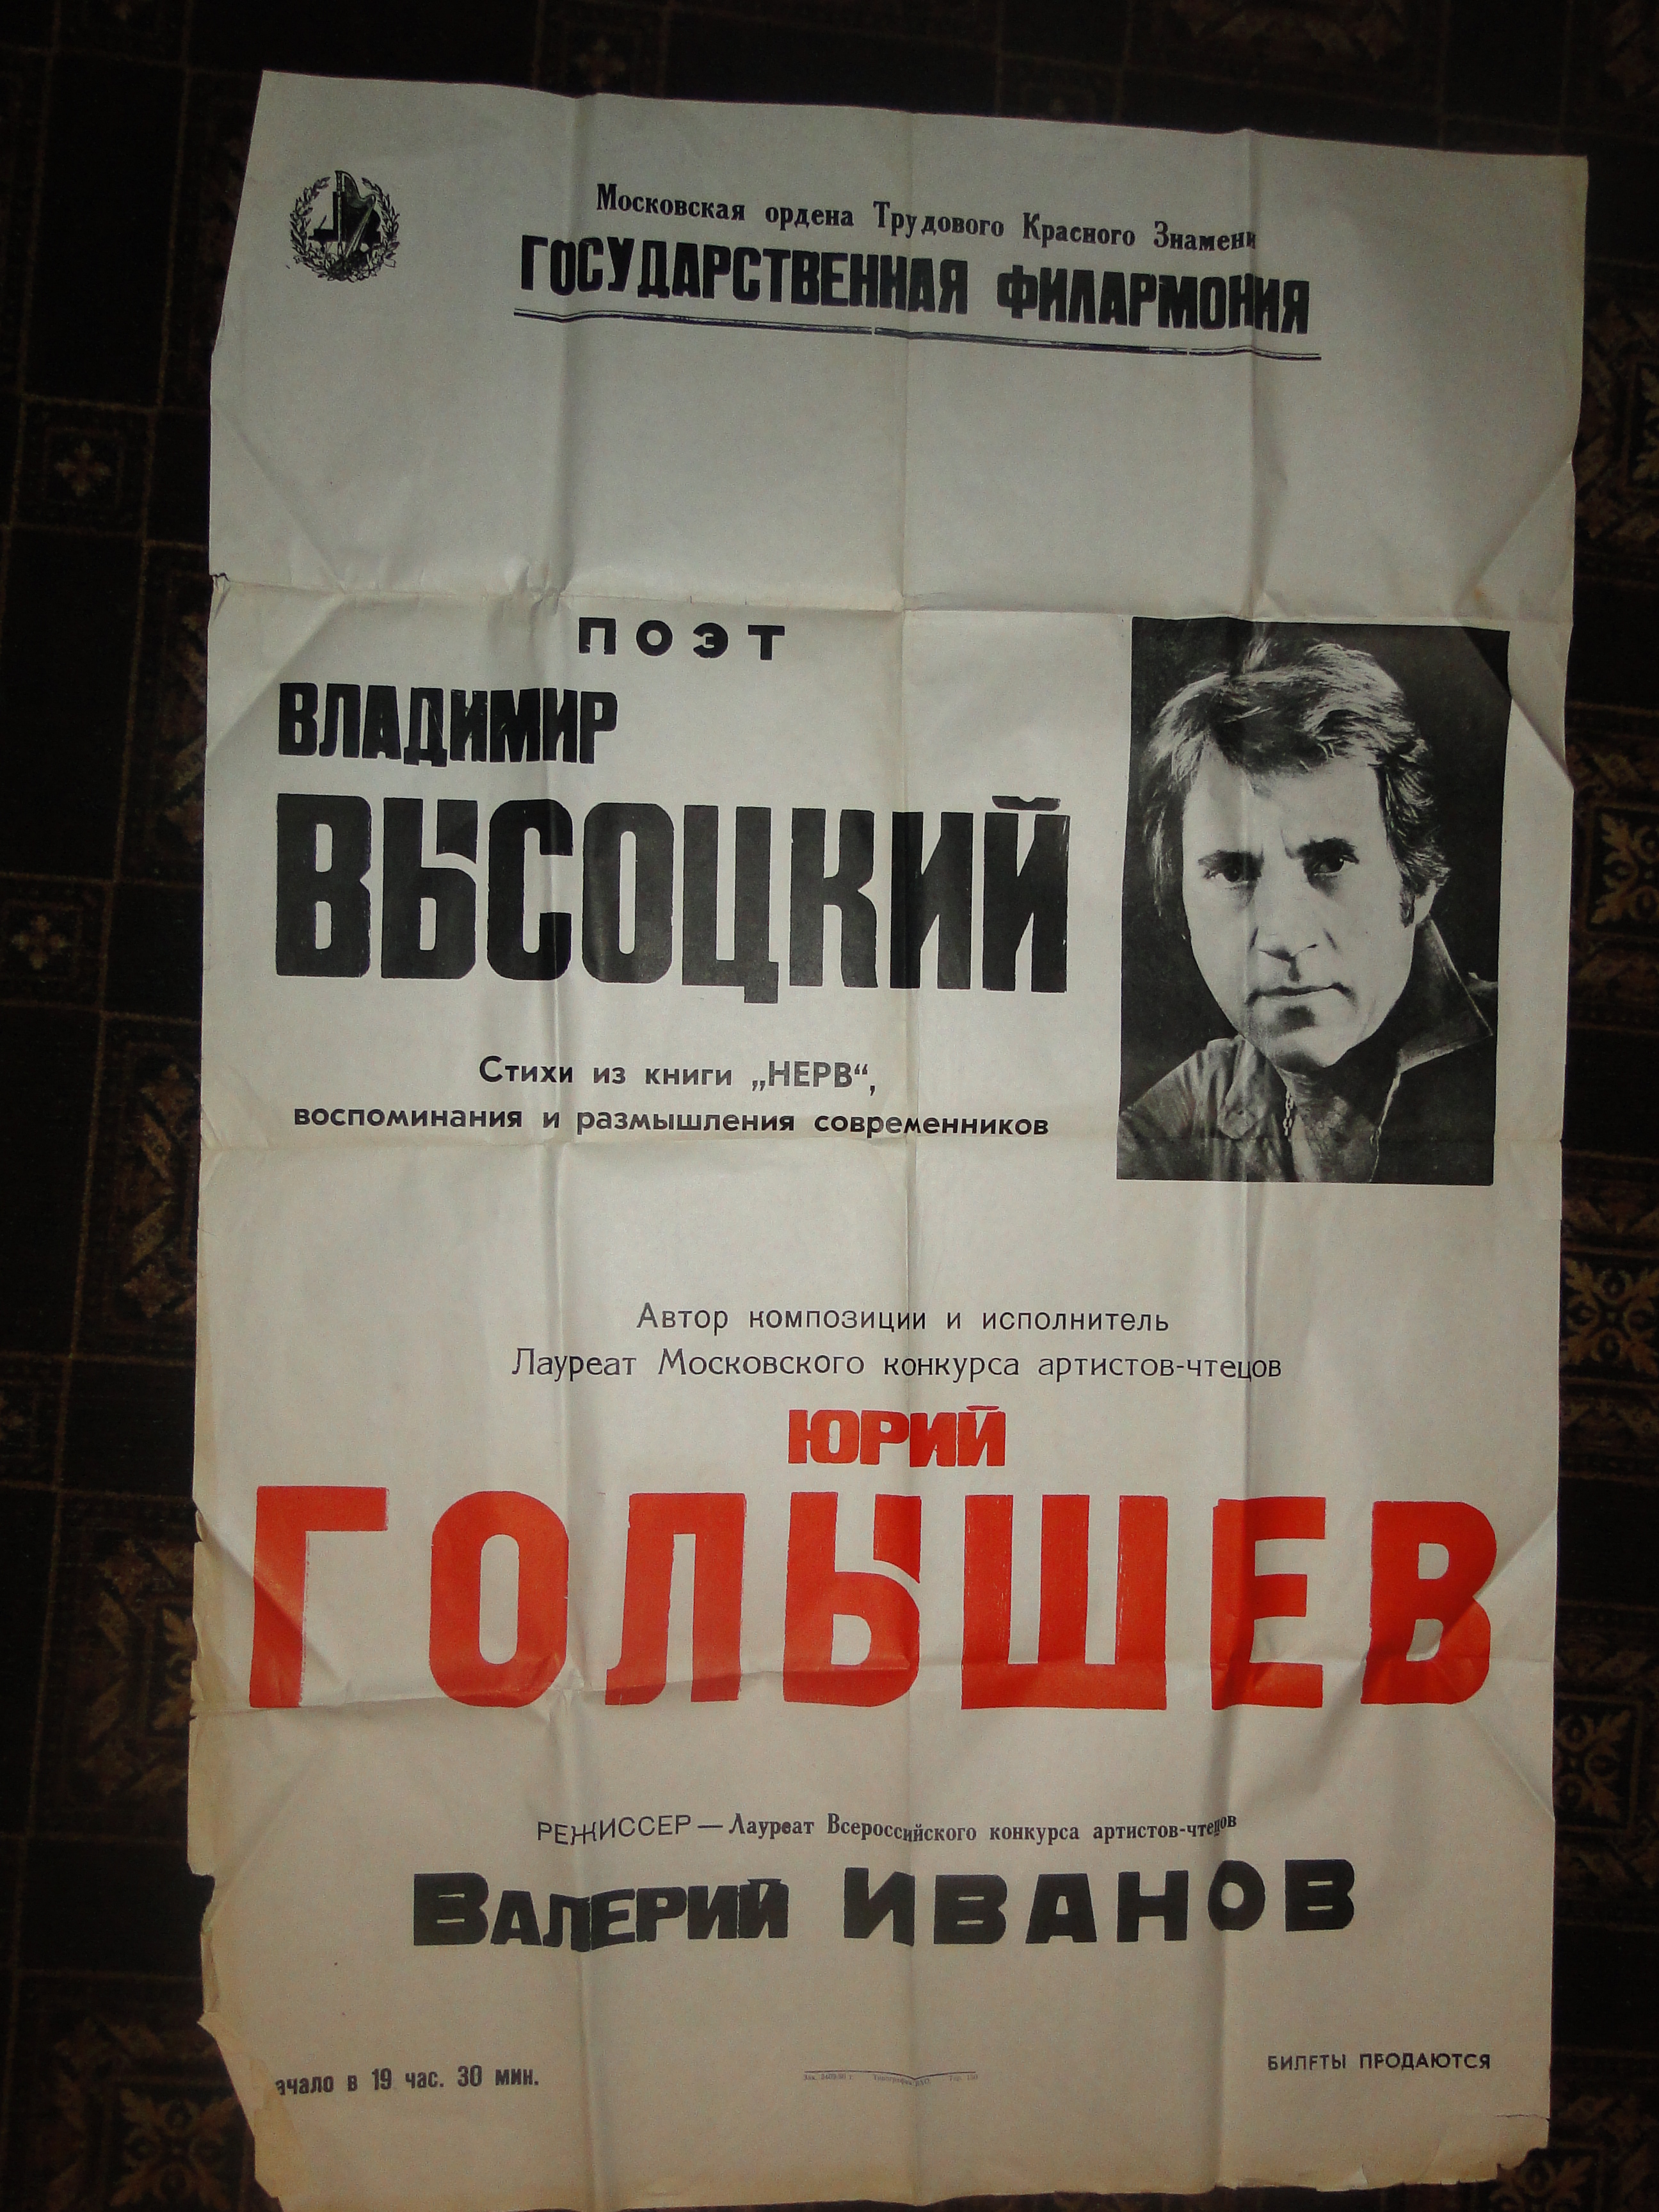 Московская ордена Трудового Красного Знамени
ГОСУДАРСТВЕННАЯ ФИЛАРМОНИЯ
ПОЭТ
ВЛАДИМИР
ВЫСОЦКИЙ
Стихи из книги „НЕРВ“,
воспоминания и размышления современников
Автор композиции и исполнитель
Лауреат Московского конкурса артистов-чтецов
ЮРИЙ
ГОЛЫШЕВ
РЕЖИССЕР — Лауреат Всероссийского конкурса артистов-чтецов
ВАЛЕРИЙ ИВАНОВ
ачало в 19 час. 30 мин.
БИЛЕТЫ ПРОДАЮТСЯ